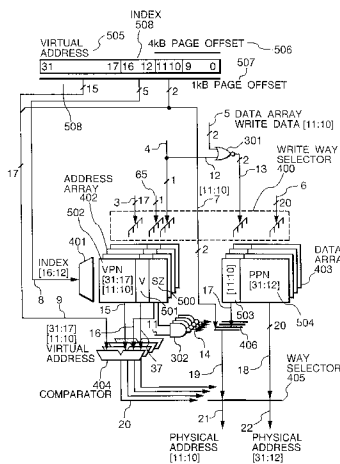 INDEX
508
VIRTUAL ADDRESS 505
4kB PAGE OFFSET 506
31 17 16 12 11 10 9 0
507
1kB PAGE OFFSET
15 5 2
508
5
DATA ARRAY
WRITE DATA [11:10]
2
301
4
2
WRITE WAY SELECTOR 400
12 13
ADDRESS ARRAY
402
502
17
65
1
[11:10]
6
3 17 1 7 20
401
2
DATA ARRAY
403
INDEX [16:12]
VPN [31:17] [11:10]
V SZ
500
501
[11:10]
PPN [31:12]
503
504
8
9
15
11
17
[31:17] [11:10]
VIRTUAL ADDRESS
16
302
14
2
406
20
37
404
COMPARATOR
19
18
WAY SELECTOR
405
20
21
22
PHYSICAL ADDRESS [11:10]
PHYSICAL ADDRESS [31:12]